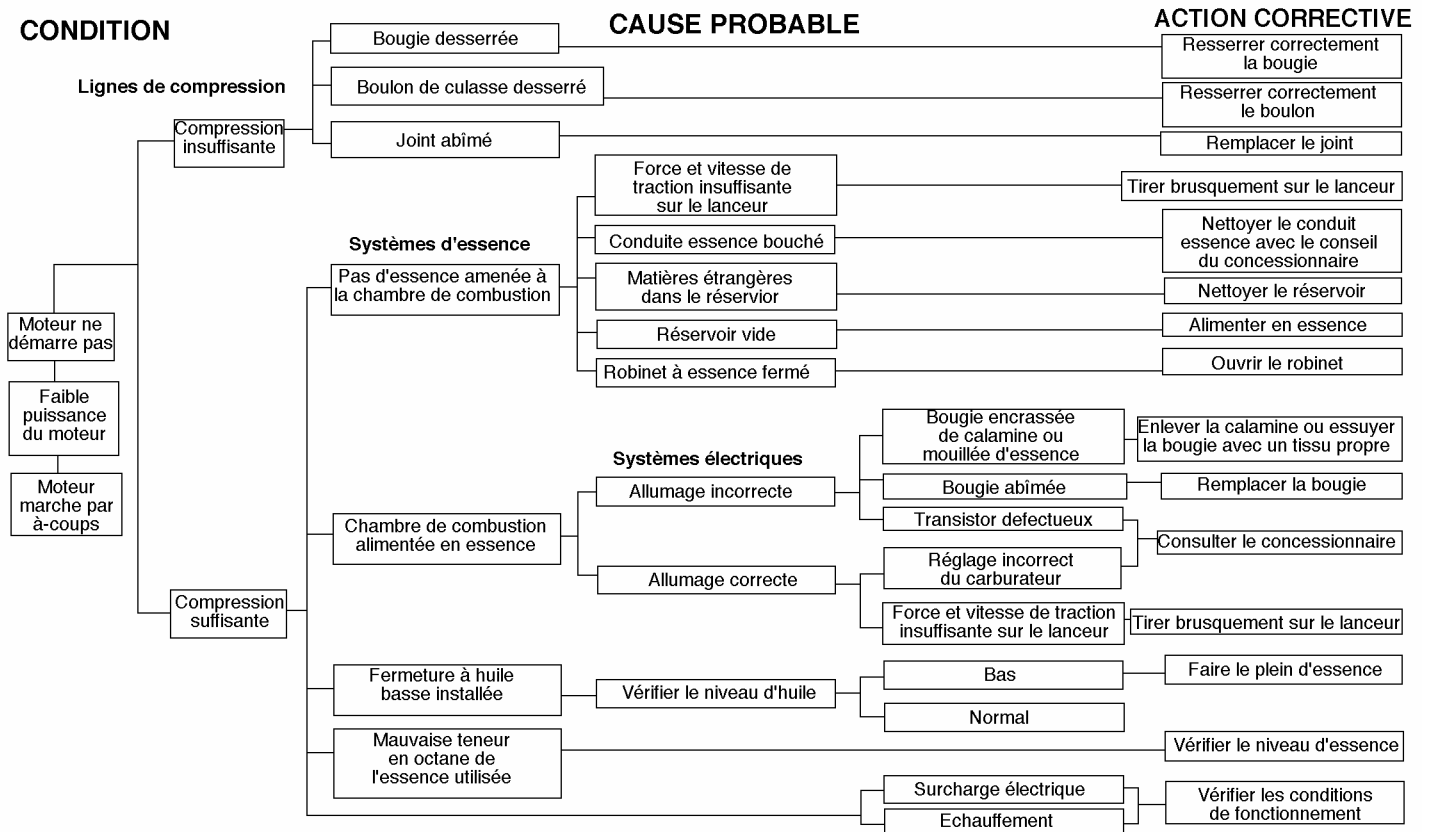 CONDITION
CAUSE PROBABLE
ACTION CORRECTIVE
Lignes de compression
Moteur ne
démarre pas
Faible
puissance
du moteur
Moteur
marche par
à-coups
Compression
insuffisante
Bougie desserrée
Resserrer correctement
la bougie
Boulon de culasse desserré
Resserrer correctement
le boulon
Joint abîmé
Remplacer le joint
Compression
suffisante
Systèmes d'essence
Pas d'essence amenée à
la chambre de combustion
Force et vitesse de
traction insuffisante
sur le lanceur
Tirer brusquement sur le lanceur
Conduite essence bouché
Nettoyer le conduit
essence avec le conseil
du concessionnaire
Matières étrangères
dans le réservior
Nettoyer le réservoir
Réservoir vide
Alimenter en essence
Robinet à essence fermé
Ouvrir le robinet
Systèmes électriques
Chambre de combustion
alimentée en essence
Allumage incorrecte
Bougie encrassée
de calamine ou
mouillée d'essence
Enlever la calamine ou essuyer
la bougie avec un tissu propre
Bougie abîmée
Remplacer la bougie
Transistor defectueux
Consulter le concessionnaire
Allumage correcte
Réglage incorrect
du carburateur
Force et vitesse de traction
insuffisante sur le lanceur
Tirer brusquement sur le lanceur
Fermeture à huile
basse installée
Vérifier le niveau d'huile
Bas
Faire le plein d'essence
Normal
Mauvaise teneur
en octane de
l'essence utilisée
Vérifier le niveau d'essence
Surcharge électrique
Echauffement
Vérifier les conditions
de fonctionnement